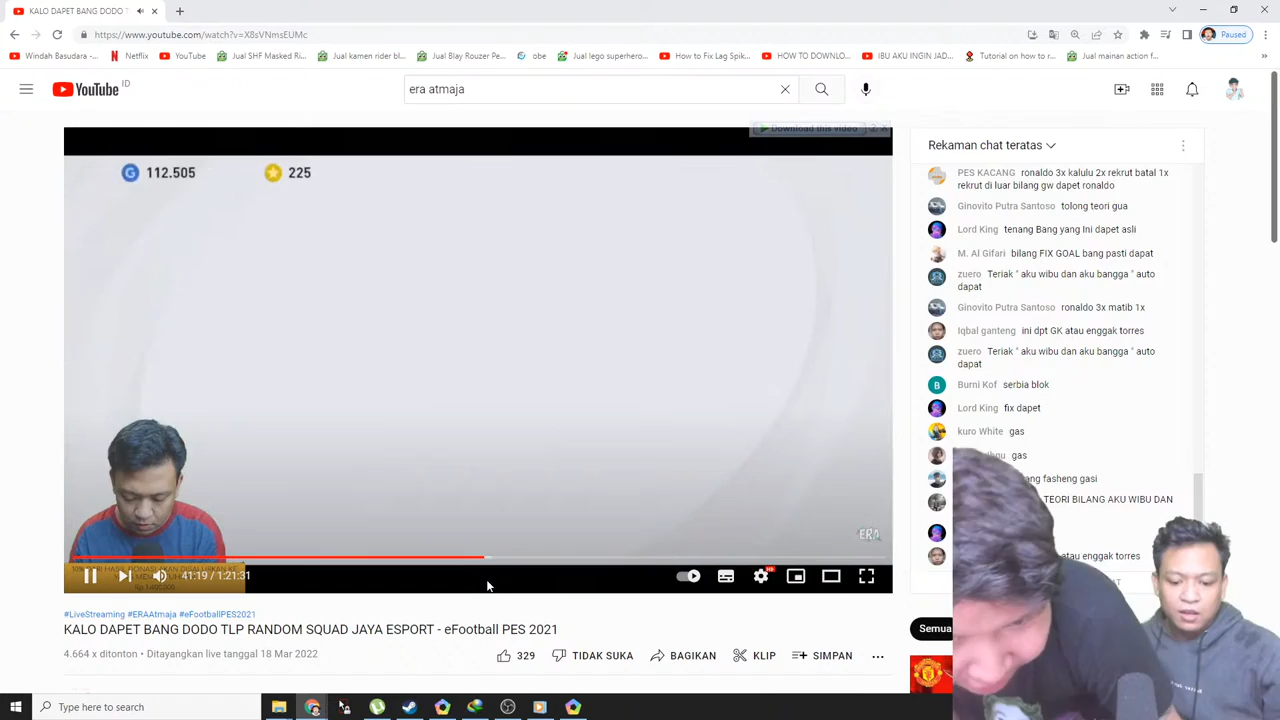 KALO DAPET BANG DODO T
https://www.youtube.com/watch?v=X8sVNmsEUMc
Paused
Windah Basudara -...
Netflix
YouTube
Jual SHF Masked Ri...
Jual kamen rider bl...
Jual Blay Rouzer Pe...
obe
Jual lego superhero...
How to Fix Lag Spik...
HOW TO DOWNLO...
IBU AKU INGIN JAD...
Tutorial on how to r...
Jual mainan action f...
YouTube ID
era atmaja
Download this video ? X
G 112.505
225
ERA
41:19 / 1:21:31
#LiveStreaming #ERAAtmaja #eFootballPES2021
KALO DAPET BANG DODO TLP RANDOM SQUAD JAYA ESPORT - eFootball PES 2021
4.664 x ditonton • Ditayangkan live tanggal 18 Mar 2022
329
TIDAK SUKA
BAGIKAN
KLIP
SIMPAN
Rekaman chat teratas
PES KACANG ronaldo 3x kalulu 2x rekrut batal 1x
rekrut di luar bilang gw dapet ronaldo
Ginovito Putra Santoso tolong teori gua
Lord King tenang Bang yang Ini dapet asli
M. Al Gifari bilang FIX GOAL bang pasti dapat
zuero Teriak " aku wibu dan aku bangga " auto
dapat
Ginovito Putra Santoso ronaldo 3x matib 1x
Iqbal ganteng ini dpt GK atau enggak torres
zuero Teriak " aku wibu dan aku bangga " auto
dapat
B Burni Kof serbia blok
Lord King fix dapet
kuro White gas
gas
fasheng gasi
TEORI BILANG AKU WIBU DAN
atau enggak torres
Semua
Type here to search